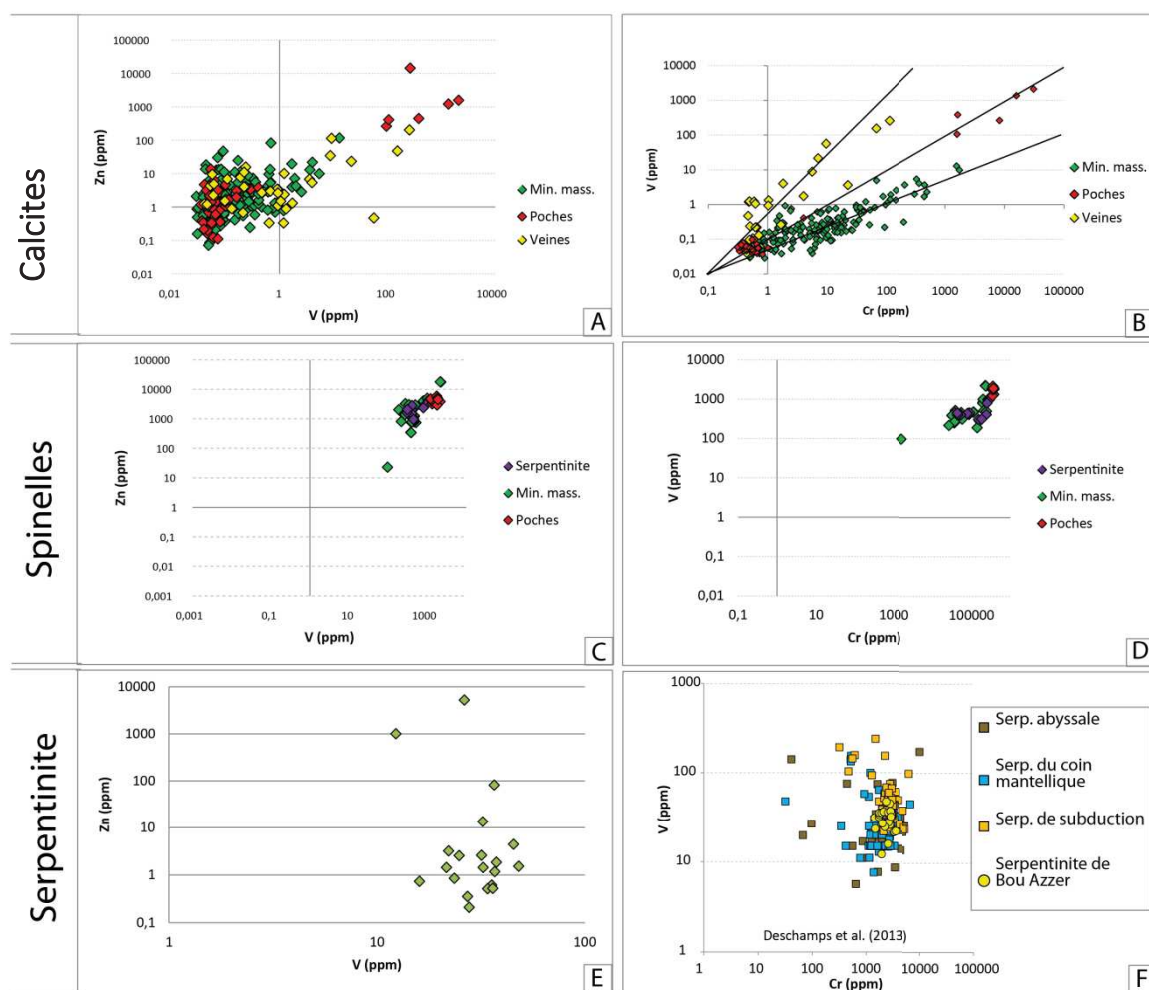 Calcites
Zn (ppm)
100000
10000
1000
100
10
1
0,1
0,01
0,01
1
100
10000
V (ppm)
Min. mass.
Poches
Veines
A
V (ppm)
10000
1000
100
10
1
0,1
0,01
0,1
1
10
100
1000
10000
100000
Cr (ppm)
Min. mass.
Poches
Veines
B
Spinelles
Zn (ppm)
100000
10000
1000
100
10
1
0,1
0,01
0,001
0,001
0,1
10
1000
V (ppm)
Serpentinite
Min. mass.
Poches
C
V (ppm)
10000
1000
100
10
1
0,1
0,01
0,1
10
1000
100000
Cr (ppm)
Serpentinite
Min. mass.
Poches
D
Serpentinite
Zn (ppm)
10000
1000
100
10
1
0,1
1
10
100
V (ppm)
E
V (ppm)
1000
100
10
1
1
10
100
1000
10000
100000
Cr (ppm)
Deschamps et al. (2013)
Serp. abyssale
Serp. du coin
mantellique
Serp. de subduction
Serpentinite de
Bou Azzer
F